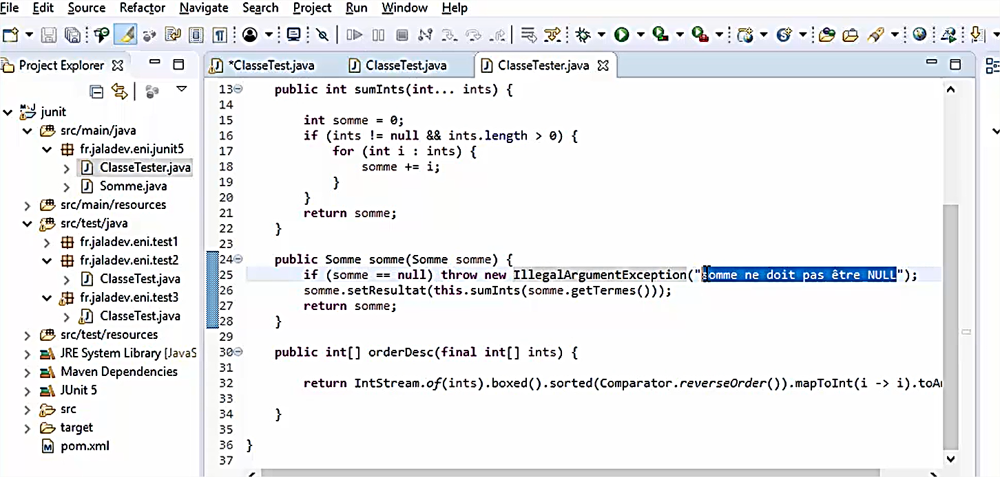 File Edit Source Refactor Navigate Search Project Run Window Help
Project Explorer
junit
src/main/java
fr.jaladev.eni.junit5
ClasseTester.java
Somme.java
src/main/resources
src/test/java
fr.jaladev.eni.test1
fr.jaladev.eni.test2
ClasseTest.java
fr.jaladev.eni.test3
ClasseTest.java
src/test/resources
JRE System Library [JavaS
Maven Dependencies
JUnit 5
src
target
pom.xml
*ClasseTest.java ClasseTest.java ClasseTester.java
13 public int sumInts(int... ints) {
14
15 int somme = 0;
16 if (ints != null && ints.length > 0) {
17 for (int i : ints) {
18 somme += i;
19 }
20 }
21 return somme;
22 }
23
24 public Somme somme(Somme somme) {
25 if (somme == null) throw new IllegalArgumentException("somme ne doit pas être NULL");
26 somme.setResultat(this.sumInts(somme.getTermes()));
27 return somme;
28 }
29
30 public int[] orderDesc(final int[] ints) {
31
32 return IntStream.of(ints).boxed().sorted(Comparator.reverseOrder()).mapToInt(i -> i).toA
33
34 }
35
36 }
37